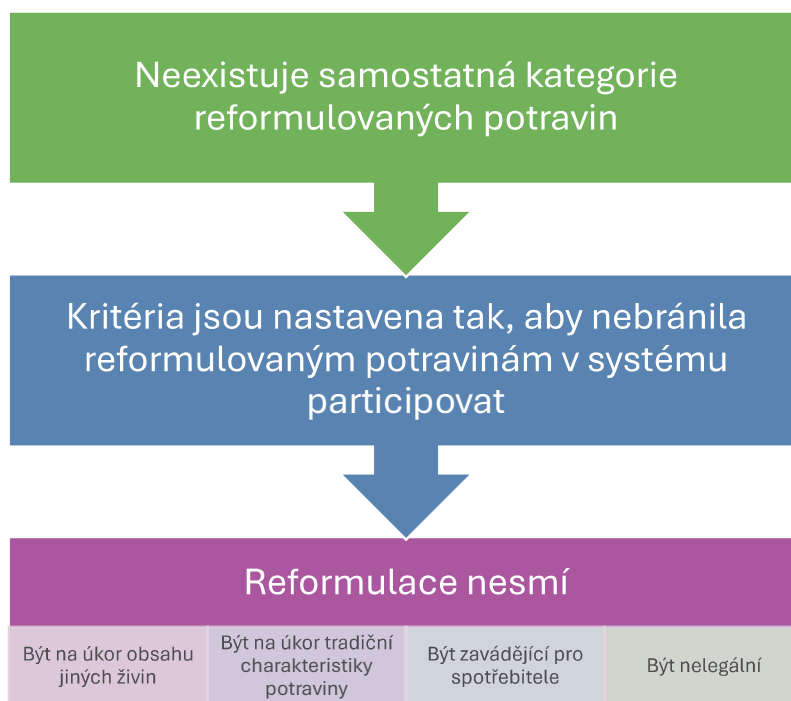 Neexistuje samostatná kategorie
reformulovaných potravin
Kritéria jsou nastavena tak, aby nebránila
reformulovaným potravinám v systému
participovat
Reformulace nesmí
Být na úkor obsahu
jiných živin
Být na úkor tradiční
charakteristiky
potraviny
Být zavádějící pro
spotřebitele
Být nelegální